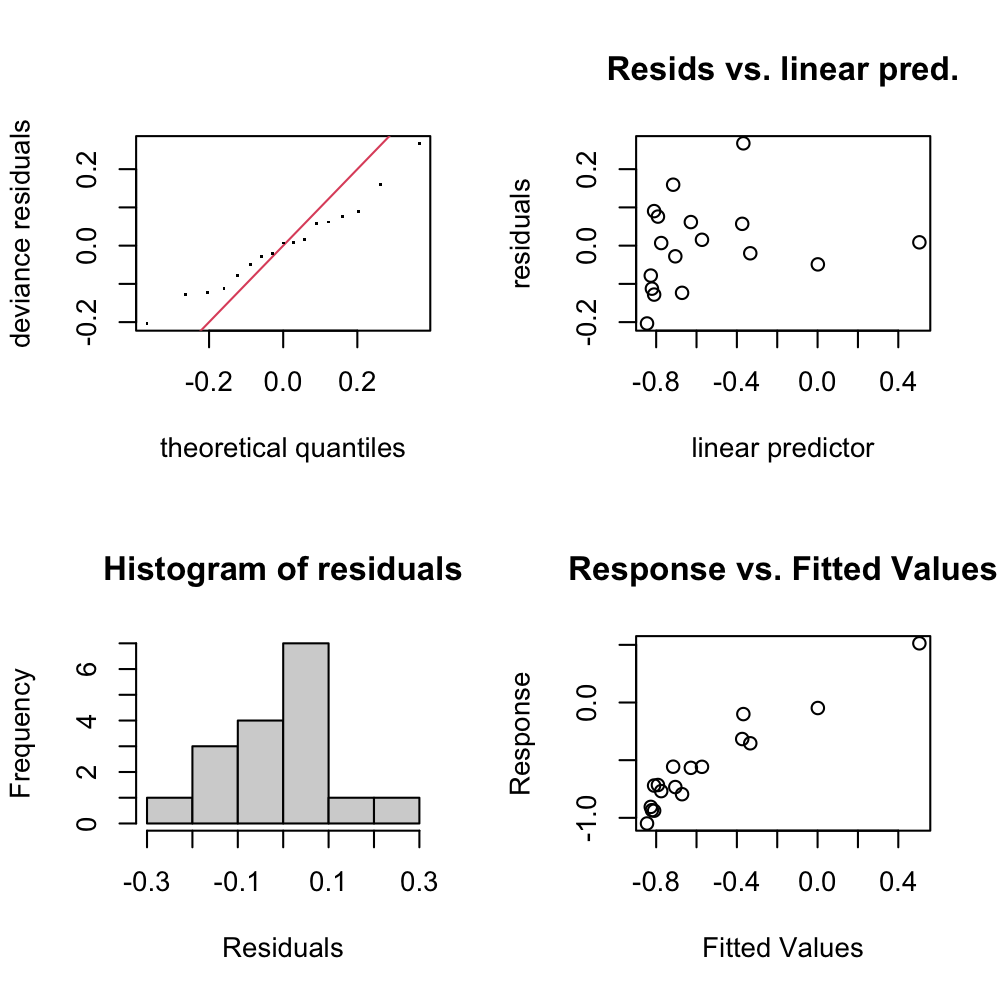 deviance residuals
0.2
0.0
-0.2
-0.2 0.0 0.2
theoretical quantiles
Resids vs. linear pred.
residuals
0.2
0.0
-0.2
-0.8 -0.4 0.0 0.4
linear predictor
Histogram of residuals
Frequency
6
4
2
0
-0.3 -0.1 0.1 0.3
Residuals
Response vs. Fitted Values
Response
0.0
-1.0
-0.8 -0.4 0.0 0.4
Fitted Values